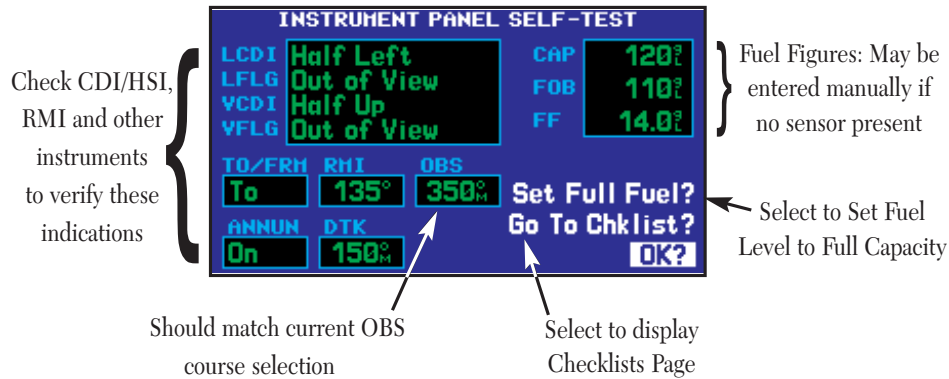 INSTRUMENT PANEL SELF-TEST
LCDI Half Left
LFLG Out of View
VCDI Half Up
VFLG Out of View
CAP 120 gL
FOB 110 gL
FF 14.0 gL
TO/FRM RMI OBS
To 135° 350°M
ANNUN DTK
On 150°M
Set Full Fuel?
Go To Chklist?
OK?
Check CDI/HSI,
RMI and other
instruments
to verify these
indications
Fuel Figures: May be
entered manually if
no sensor present
Select to Set Fuel
Level to Full Capacity
Should match current OBS
course selection
Select to display
Checklists Page